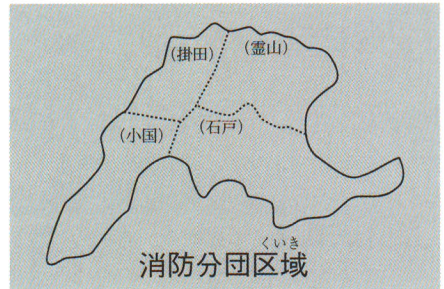 (掛田)
(霊山)
(小国)
(石戸)
くいき
消防分団区域